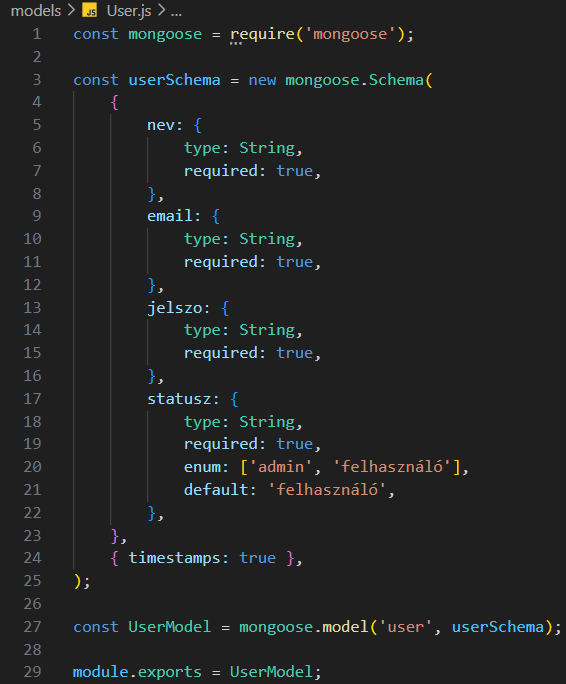 models > JS User.js > ...
1 const mongoose = require('mongoose');
2
3 const userSchema = new mongoose.Schema(
4     {
5         nev: {
6             type: String,
7             required: true,
8         },
9         email: {
10             type: String,
11             required: true,
12         },
13         jelszo: {
14             type: String,
15             required: true,
16         },
17         statusz: {
18             type: String,
19             required: true,
20             enum: ['admin', 'felhasználó'],
21             default: 'felhasználó',
22         },
23     },
24     { timestamps: true },
25 );
26
27 const UserModel = mongoose.model('user', userSchema);
28
29 module.exports = UserModel;